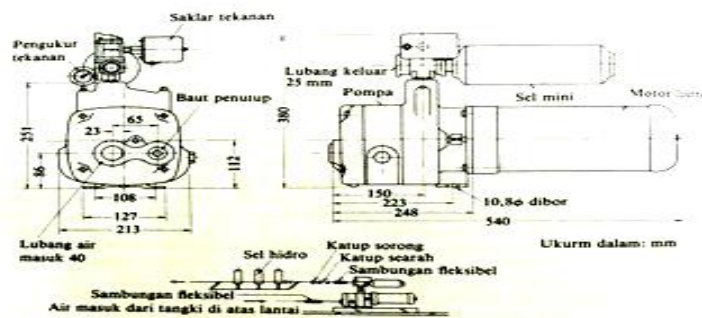 Saklar tekanan
Pengukur
tekanan
Lubang keluar
25 mm
Sel mini
Pompa
Motor
Baut penutup
251
23
65
86
112
380
108
127
213
150
223
248
540
10,8ϕ dibor
Lubang air
masuk 40
Ukurm dalam: mm
Sel hidro
Katup sorong
Katup searah
Sambungan fleksibel
Sambungan fleksibel
Air masuk dari tangki di atas lantai